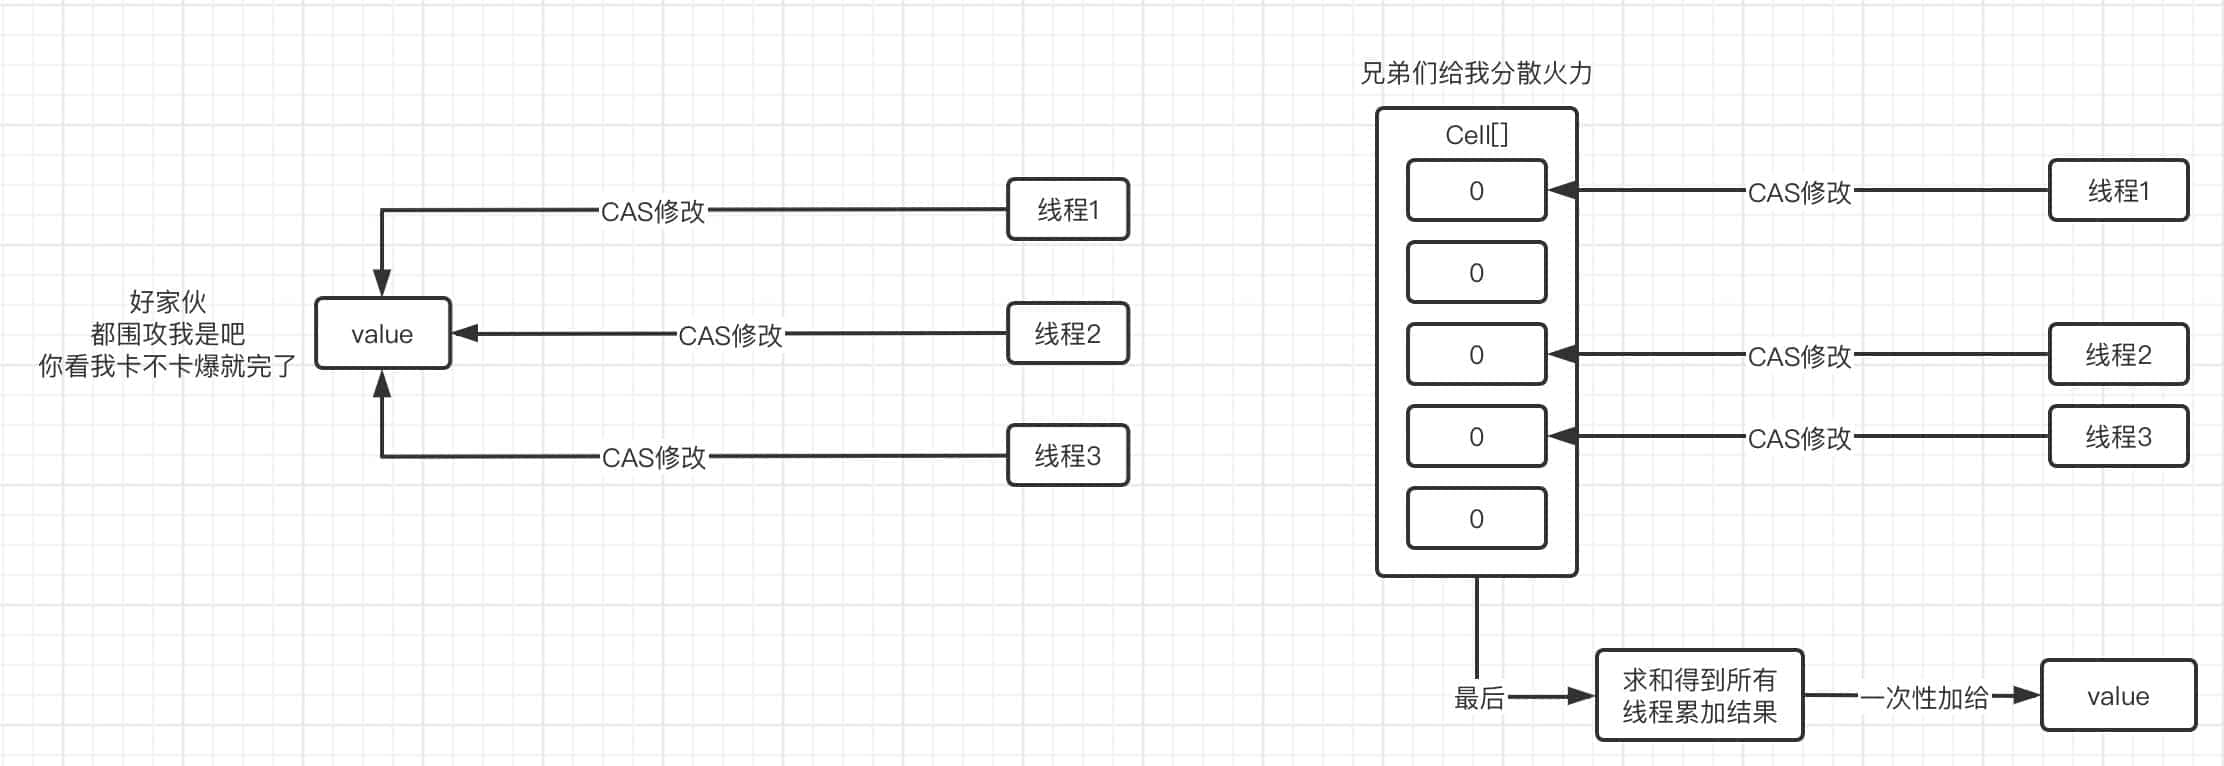 好家伙
都围攻我是吧
你看我卡不卡爆就完了
value
CAS修改
线程1
CAS修改
线程2
CAS修改
线程3
兄弟们给我分散火力
Cell[]
0
CAS修改
线程1
0
0
CAS修改
线程2
0
CAS修改
线程3
0
最后
求和得到所有
线程累加结果
一次性加给
value